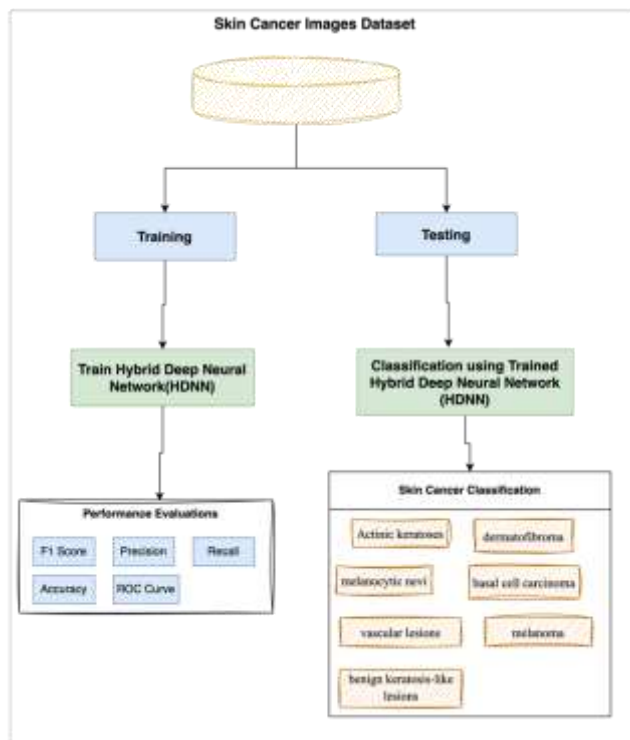 Skin Cancer Images Dataset
Training
Testing
Train Hybrid Deep Neural
Network(HDNN)
Classification using Trained
Hybrid Deep Neural Network
(HDNN)
Performance Evaluations
F1 Score
Precision
Recall
Accuracy
ROC Curve
Skin Cancer Classification
Actinic keratoses
dermatofibroma
melanocytic nevi
basal cell carcinoma
vascular lesions
melanoma
benign keratosis-like
lesions